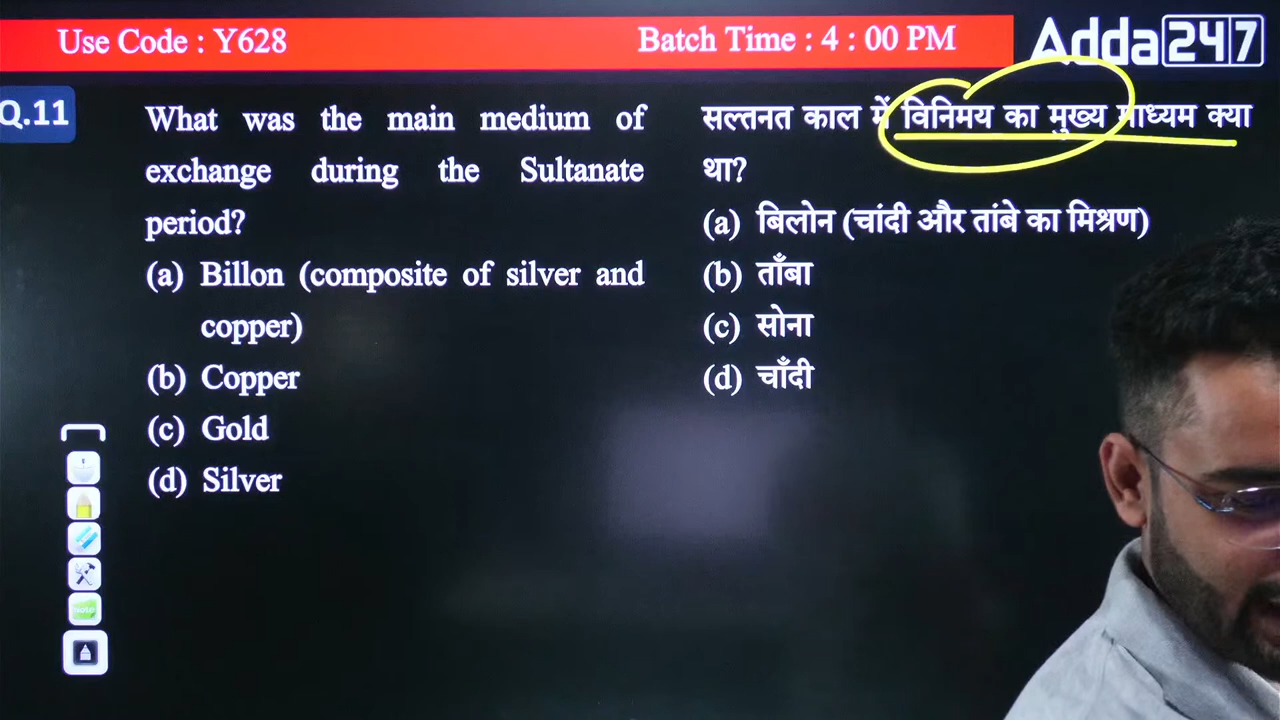 Use Code : Y628
Batch Time : 4 : 00 PM
Adda247
Q.11
What was the main medium of
exchange during the Sultanate
period?
(a) Billon (composite of silver and
copper)
(b) Copper
(c) Gold
(d) Silver
सल्तनत काल में विनिमय का मुख्य माध्यम क्या
था?
(a) बिलोन (चांदी और तांबे का मिश्रण)
(b) ताँबा
(c) सोना
(d) चाँदी